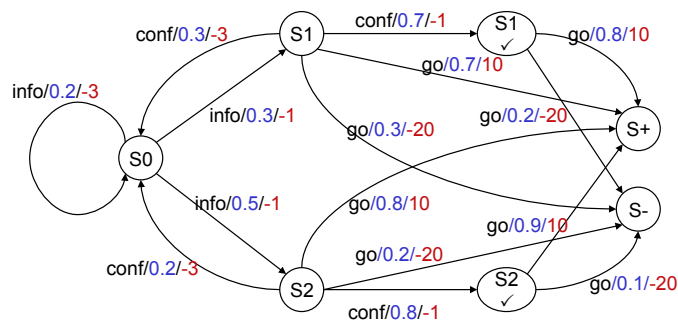 conf/0.3/-3
S1
conf/0.7/-1
S1
✓
go/0.8/10
go/0.7/10
info/0.2/-3
info/0.3/-1
go/0.3/-20
go/0.2/-20
S+
S0
info/0.5/-1
go/0.8/10
S-
go/0.9/10
go/0.2/-20
conf/0.2/-3
S2
S2
✓
go/0.1/-20
conf/0.8/-1